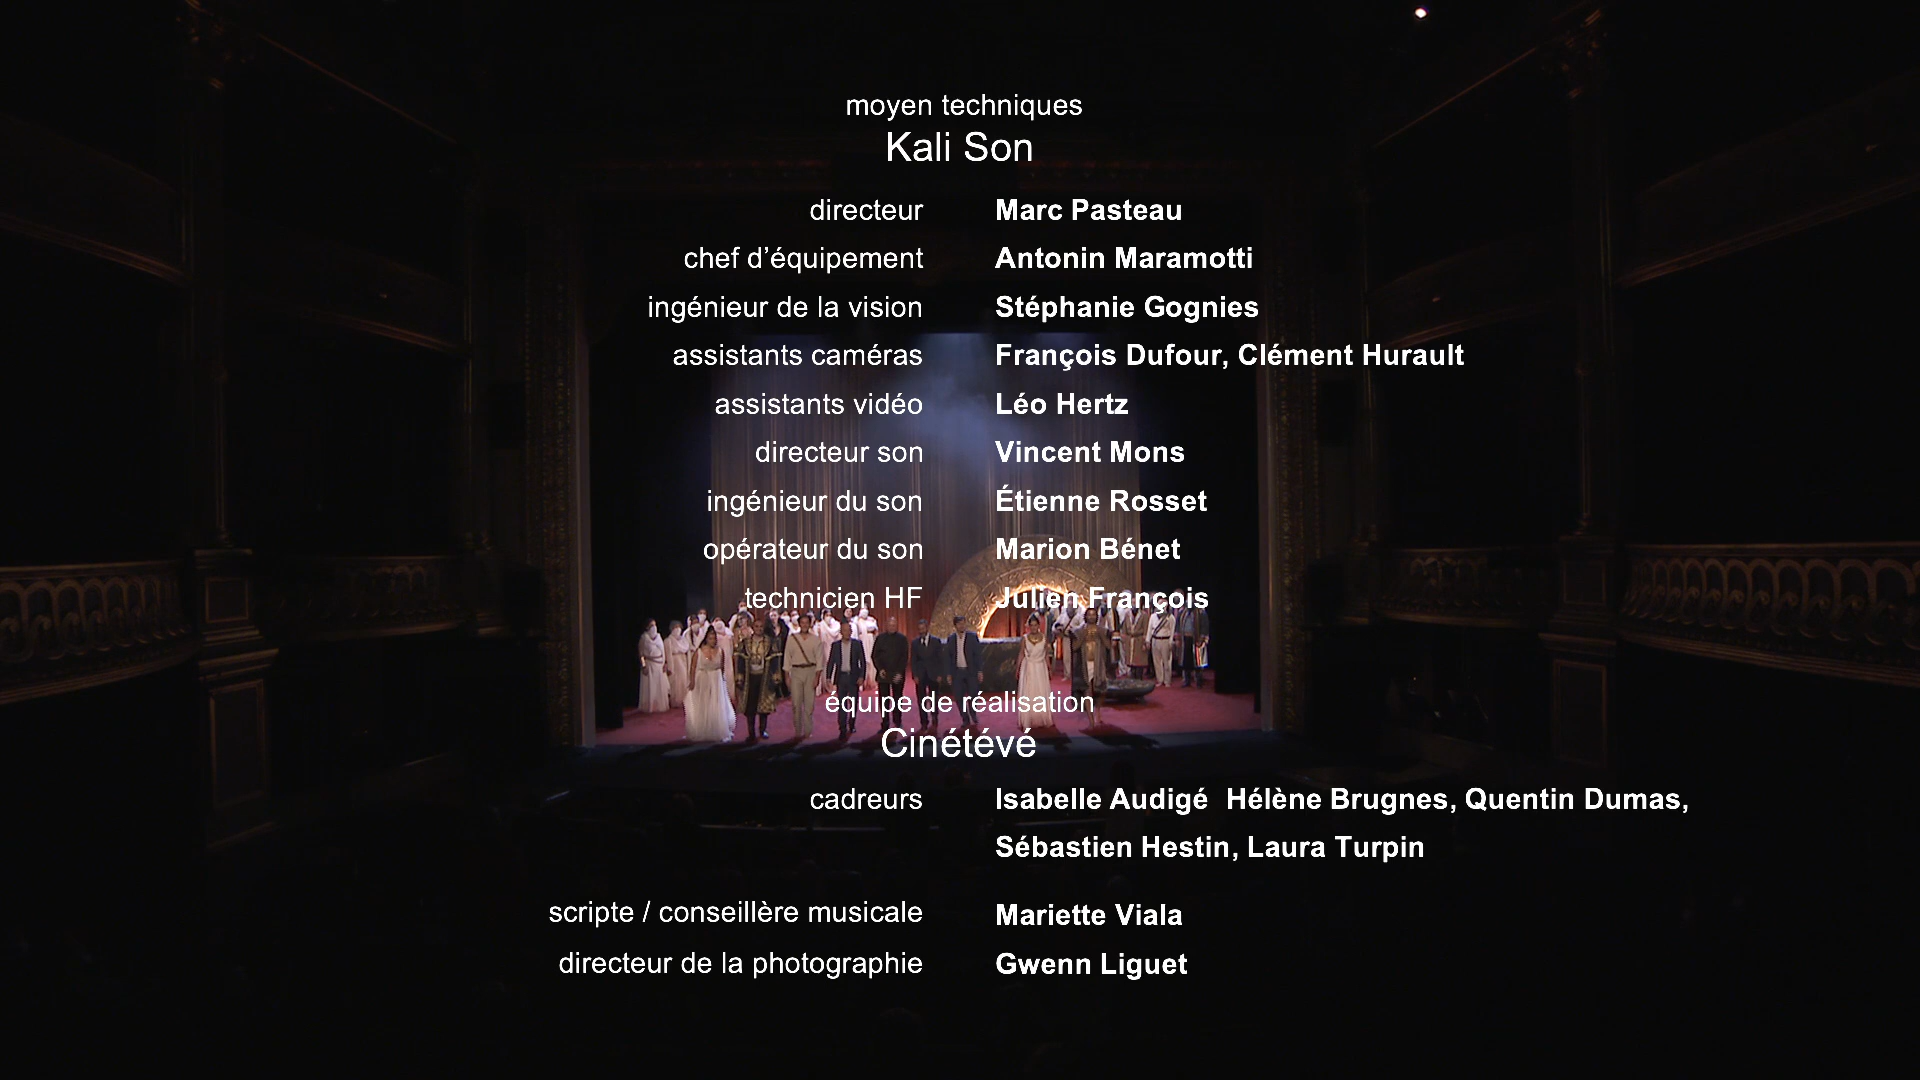 moyen techniques
Kali Son
directeur Marc Pasteau
chef d’équipement Antonin Maramotti
ingénieur de la vision Stéphanie Gognies
assistants caméras François Dufour, Clément Hurault
assistants vidéo Léo Hertz
directeur son Vincent Mons
ingénieur du son Étienne Rosset
opérateur du son Marion Bénet
technicien HF Julien François
équipe de réalisation
Cinétévé
cadreurs Isabelle Audigé Hélène Brugnes, Quentin Dumas,
Sébastien Hestin, Laura Turpin
scripte / conseillère musicale Mariette Viala
directeur de la photographie Gwenn Liguet